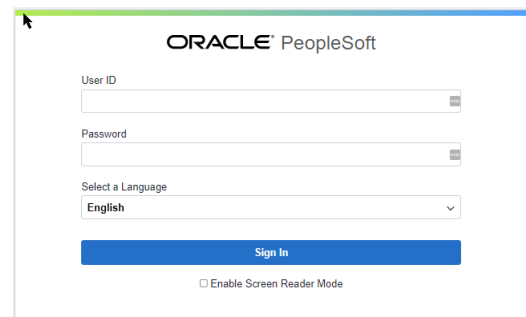 ORACLE® PeopleSoft
User ID
Password
Select a Language
English
Sign In
Enable Screen Reader Mode